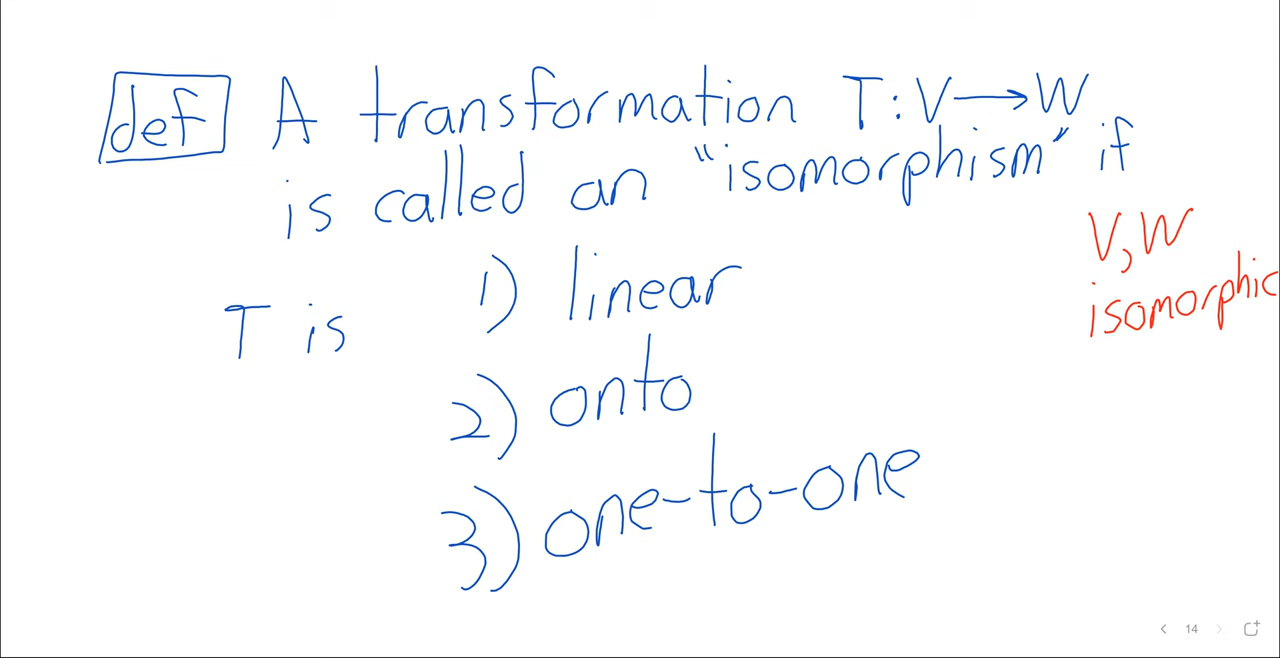 def A transformation T: V → W
is called an "isomorphism" if
V, W
isomorphic
T is 1) linear
2) onto
3) one-to-one
14